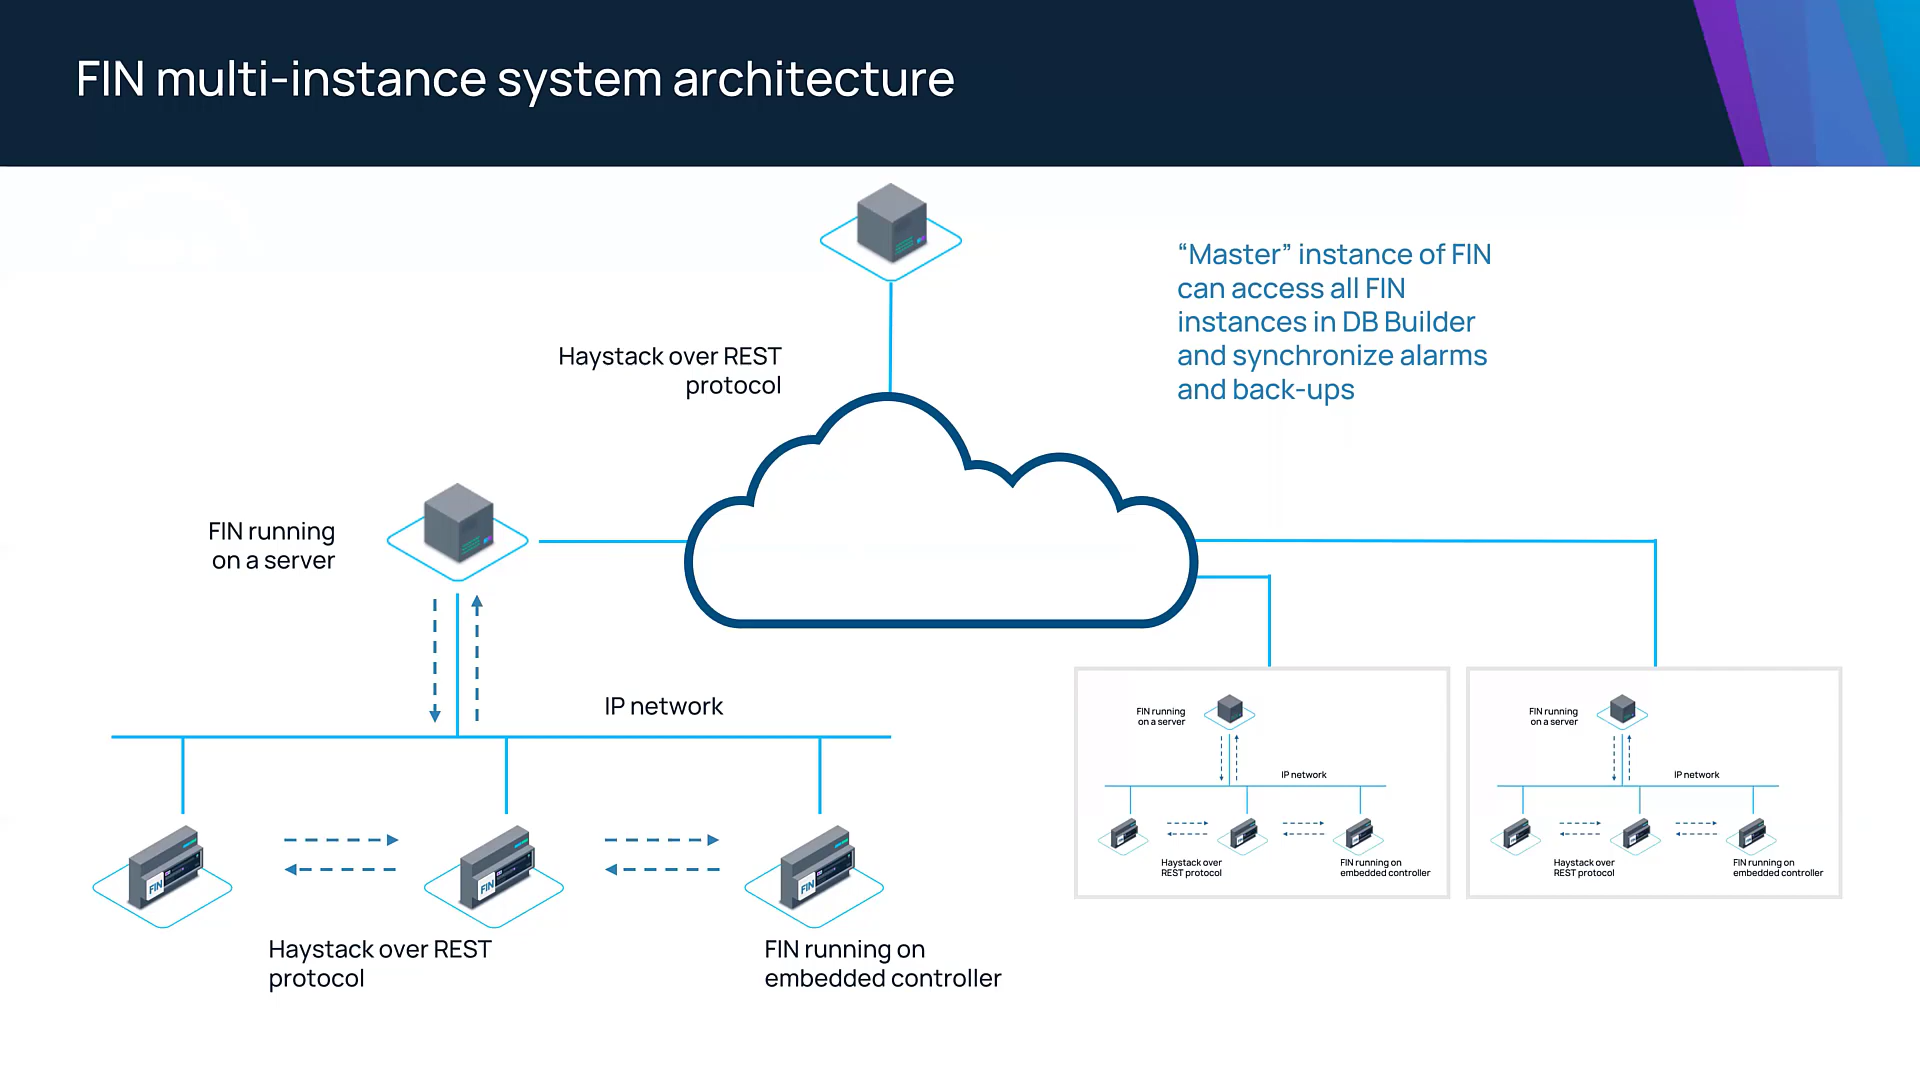 FIN multi-instance system architecture
“Master” instance of FIN
can access all FIN
instances in DB Builder
and synchronize alarms
and back-ups
Haystack over REST
protocol
FIN running
on a server
IP network
FIN
FIN
FIN
Haystack over REST
protocol
FIN running on
embedded controller
FIN running
on a server
IP network
Haystack over
REST protocol
FIN running on
embedded controller
FIN running
on a server
IP network
Haystack over
REST protocol
FIN running on
embedded controller